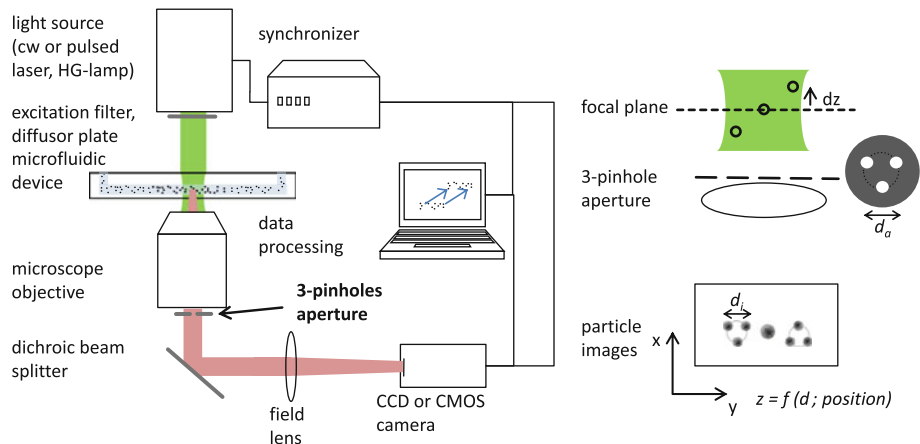 light source
(cw or pulsed
laser, HG-lamp)
synchronizer
excitation filter,
diffusor plate
microfluidic
device
data
processing
microscope
objective
3-pinholes
aperture
dichroic beam
splitter
field
lens
CCD or CMOS
camera
focal plane
dz
3-pinhole
aperture
dₐ
dᵢ
particle
images
x
y
z = f (d ; position)